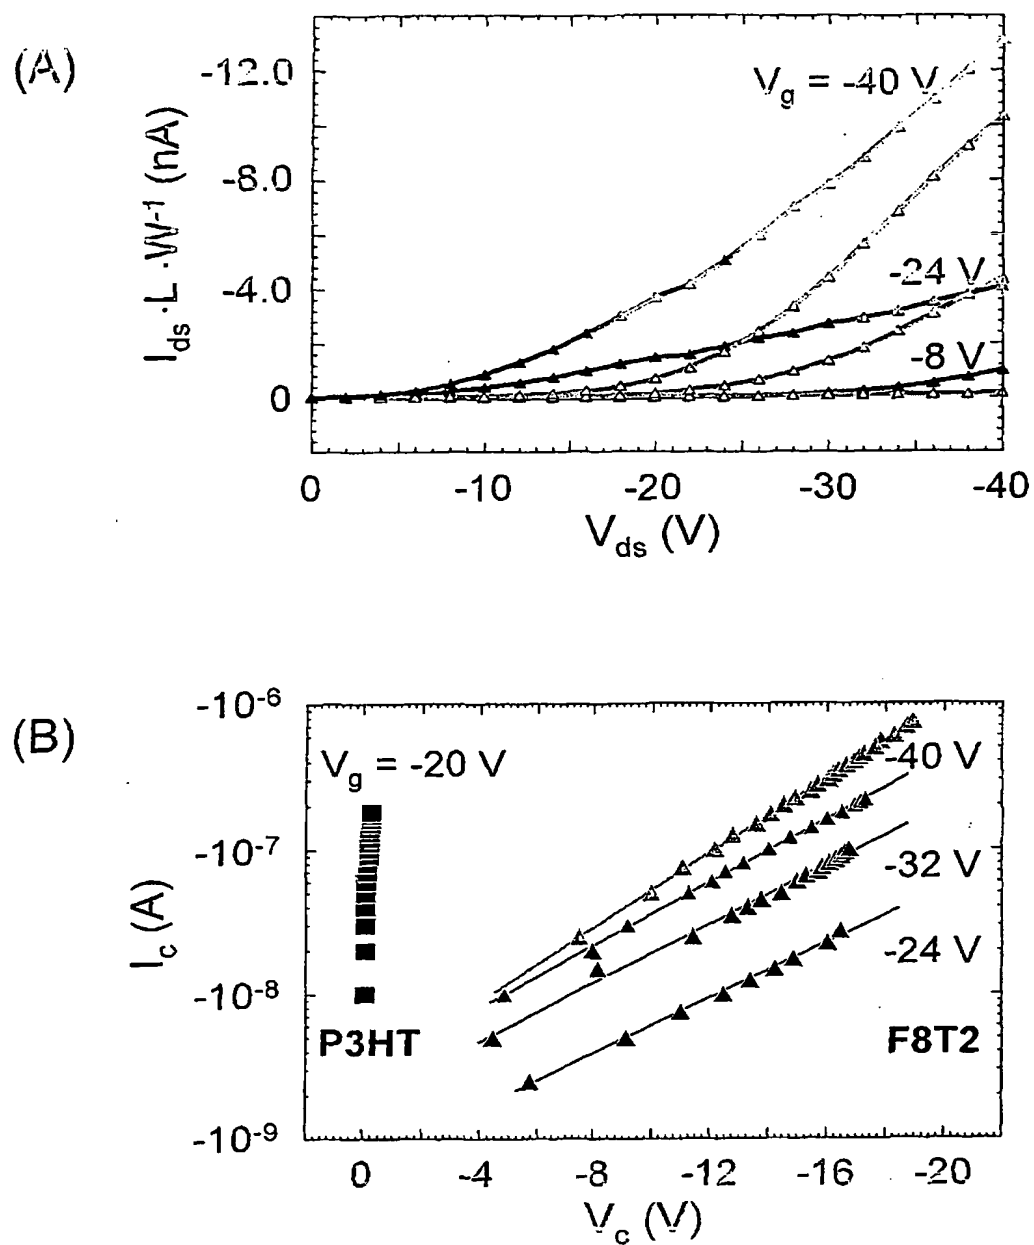 (A)
V_g = -40 V
-12.0
-8.0
-4.0
0
I_ds · L · W⁻¹ (nA)
-24 V
-8 V
0 -10 -20 -30 -40
V_ds (V)
(B)
-10⁻⁶
-10⁻⁷
-10⁻⁸
-10⁻⁹
I_c (A)
V_g = -20 V
-40 V
-32 V
-24 V
P3HT F8T2
0 -4 -8 -12 -16 -20
V_c (V)